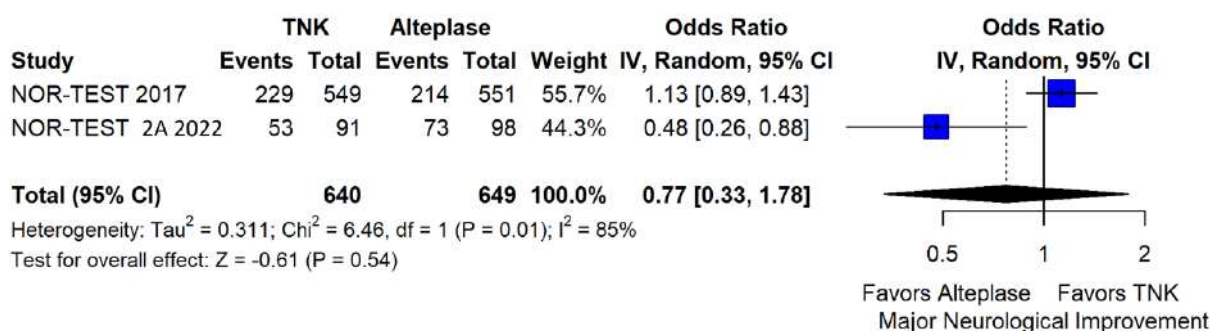 TNK Alteplase Odds Ratio Odds Ratio
Study Events Total Events Total Weight IV, Random, 95% CI IV, Random, 95% CI
NOR-TEST 2017 229 549 214 551 55.7% 1.13 [0.89, 1.43]
NOR-TEST 2A 2022 53 91 73 98 44.3% 0.48 [0.26, 0.88]
Total (95% CI) 640 649 100.0% 0.77 [0.33, 1.78]
Heterogeneity: Tau² = 0.311; Chi² = 6.46, df = 1 (P = 0.01); I² = 85%
Test for overall effect: Z = -0.61 (P = 0.54)
0.5 1 2
Favors Alteplase Favors TNK
Major Neurological Improvement